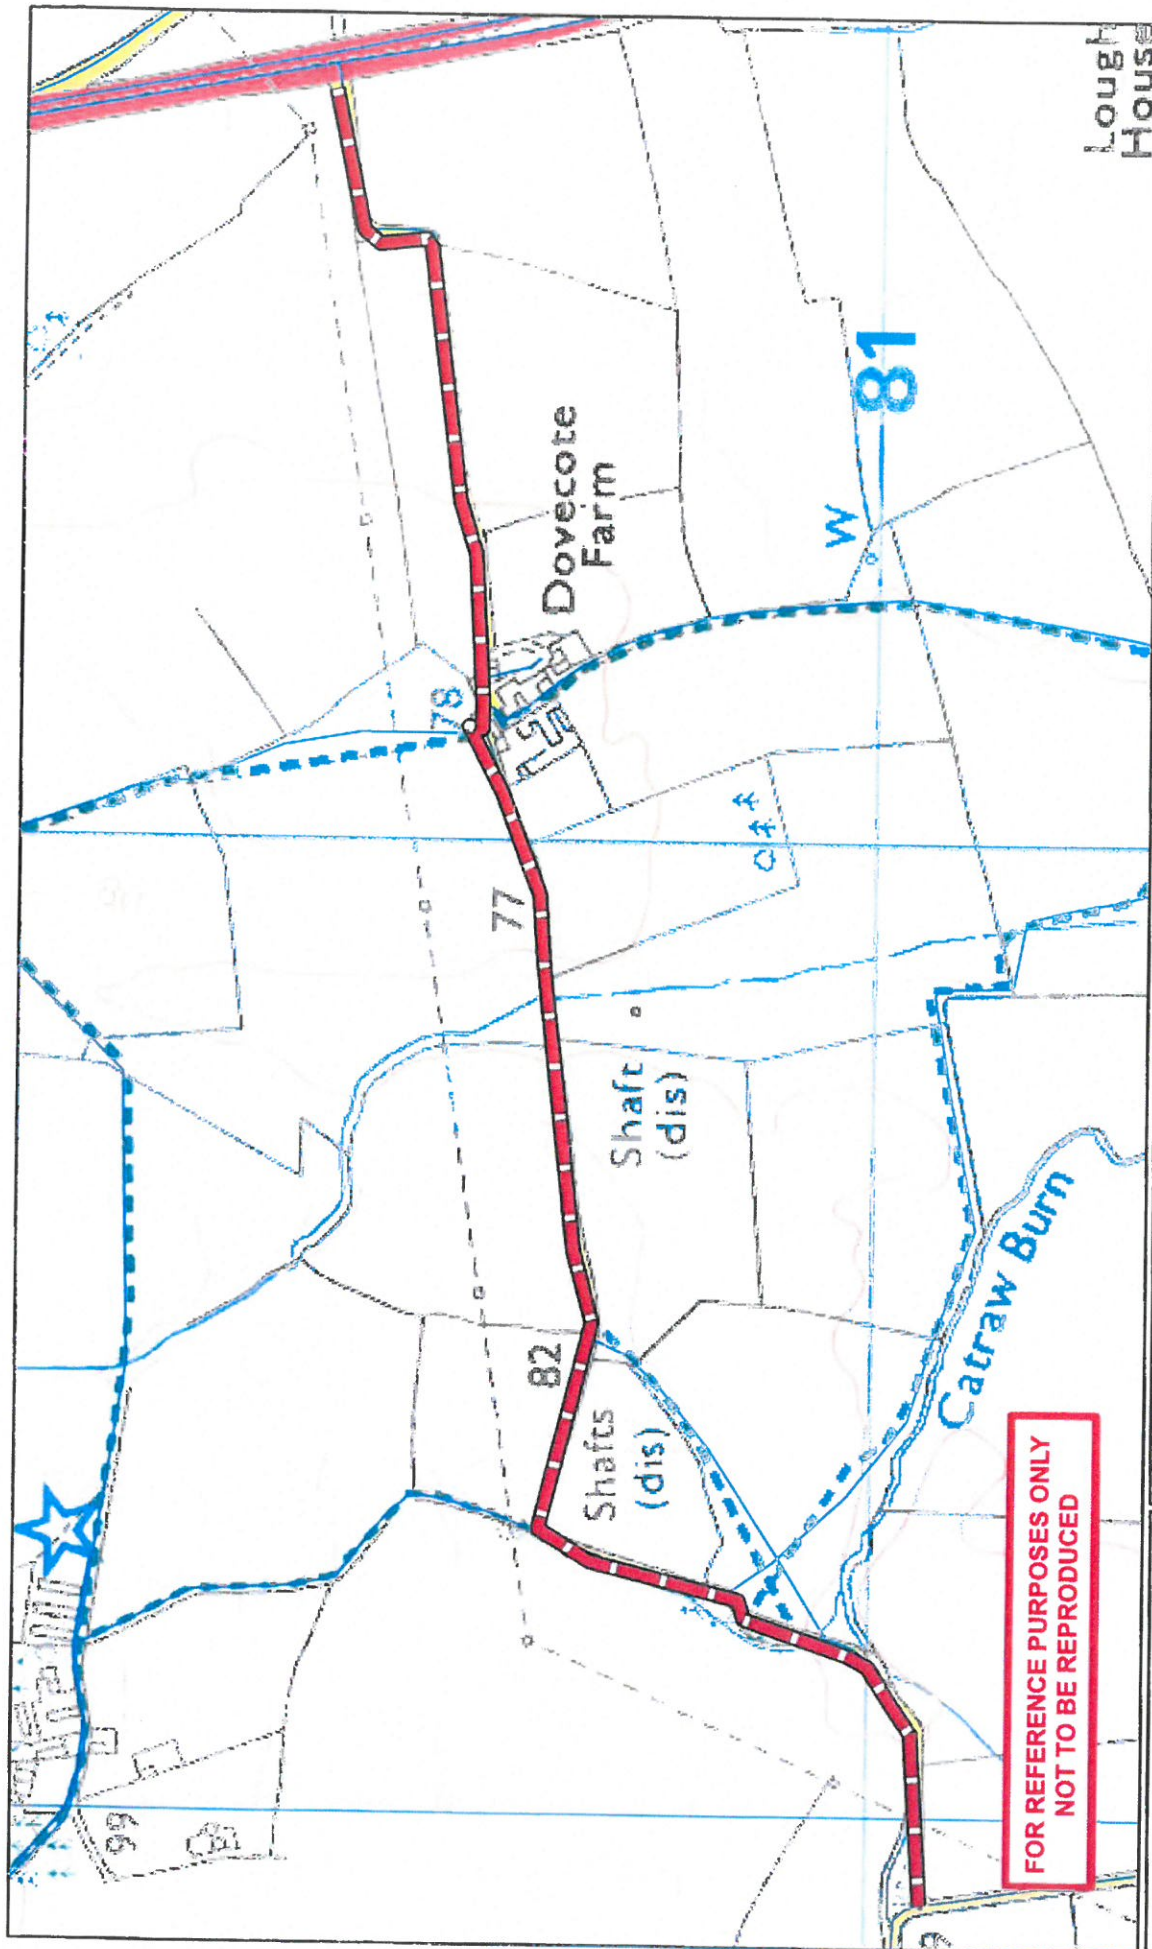 Lough
House
81
W
Dovecote
Farm
78
77
Shaft
(dis)
82
Shafts
(dis)
Catraw Burn
99
FOR REFERENCE PURPOSES ONLY
NOT TO BE REPRODUCED